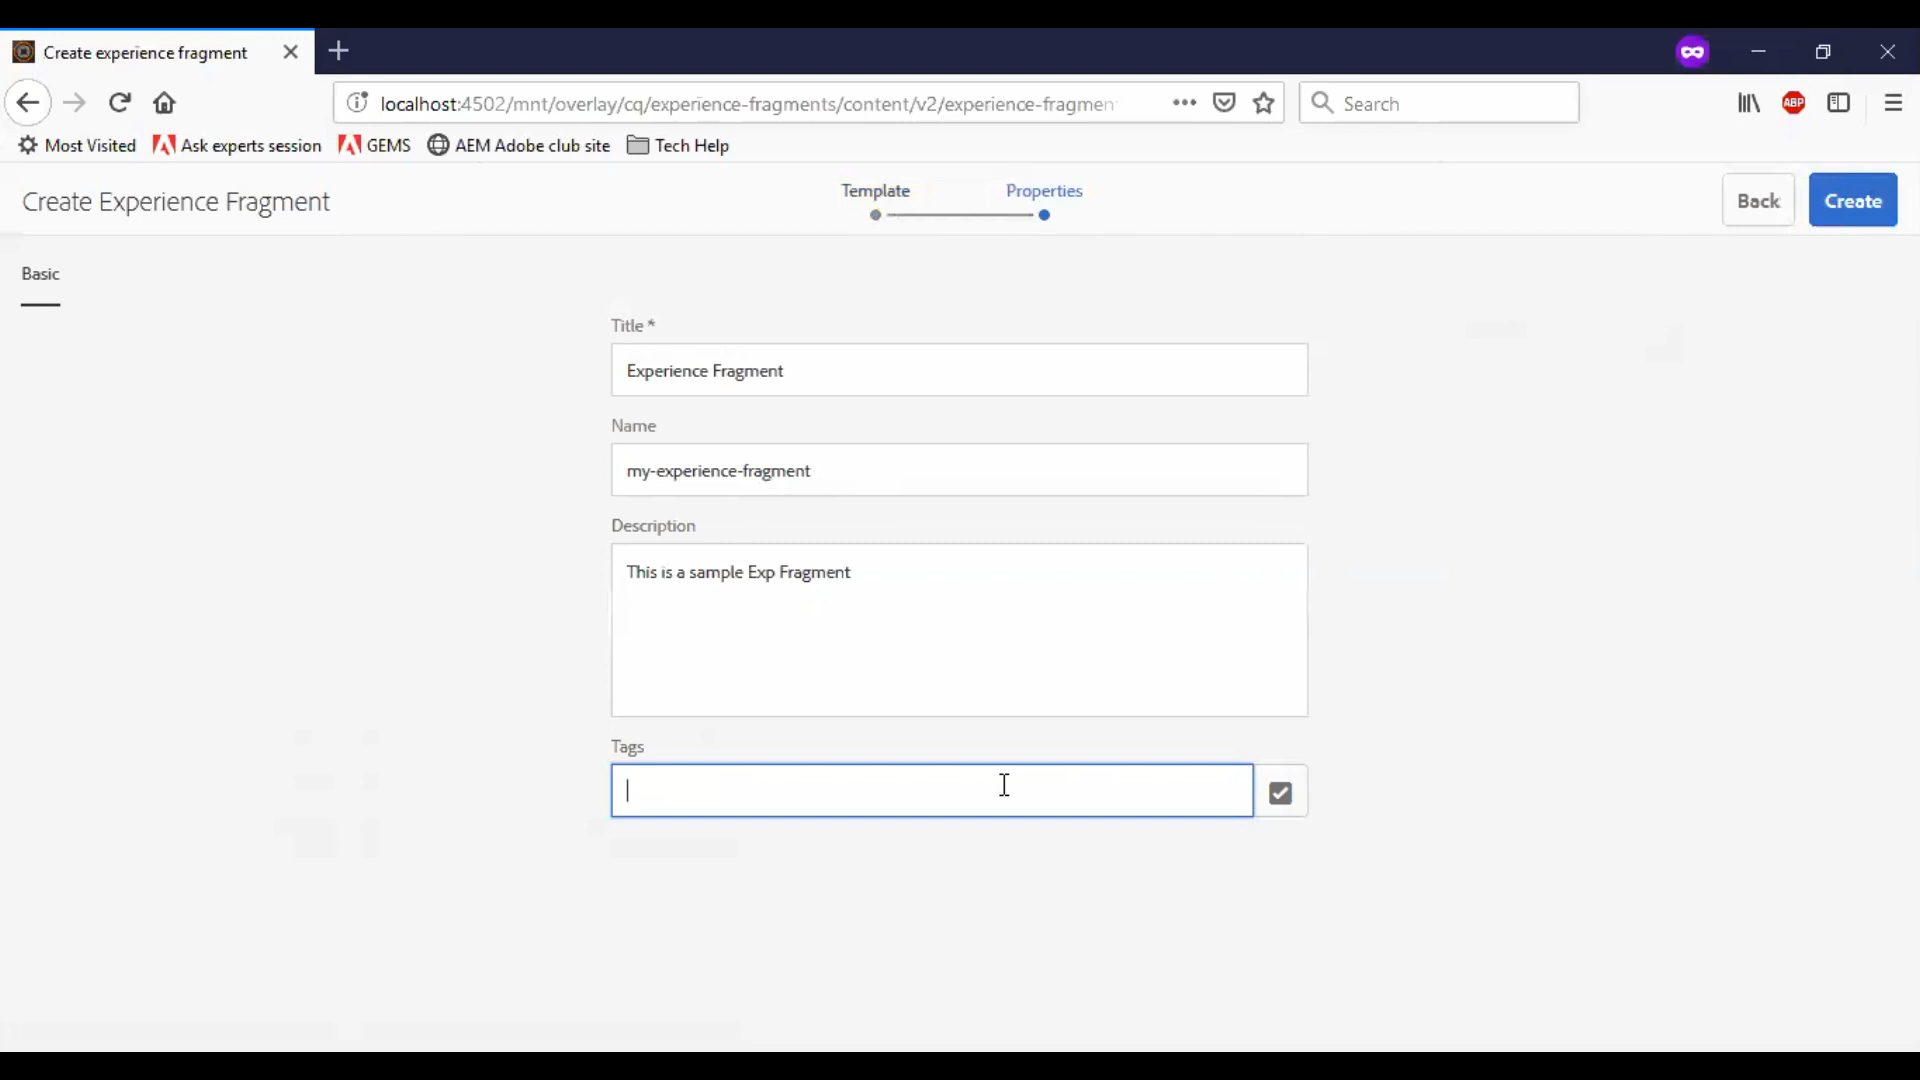 Create experience fragment
localhost:4502/mnt/overlay/cq/experience-fragments/content/v2/experience-fragmen
Search
ABP
Most Visited
Ask experts session
GEMS
AEM Adobe club site
Tech Help
Create Experience Fragment
Template
Properties
Back
Create
Basic
Title *
Experience Fragment
Name
my-experience-fragment
Description
This is a sample Exp Fragment
Tags